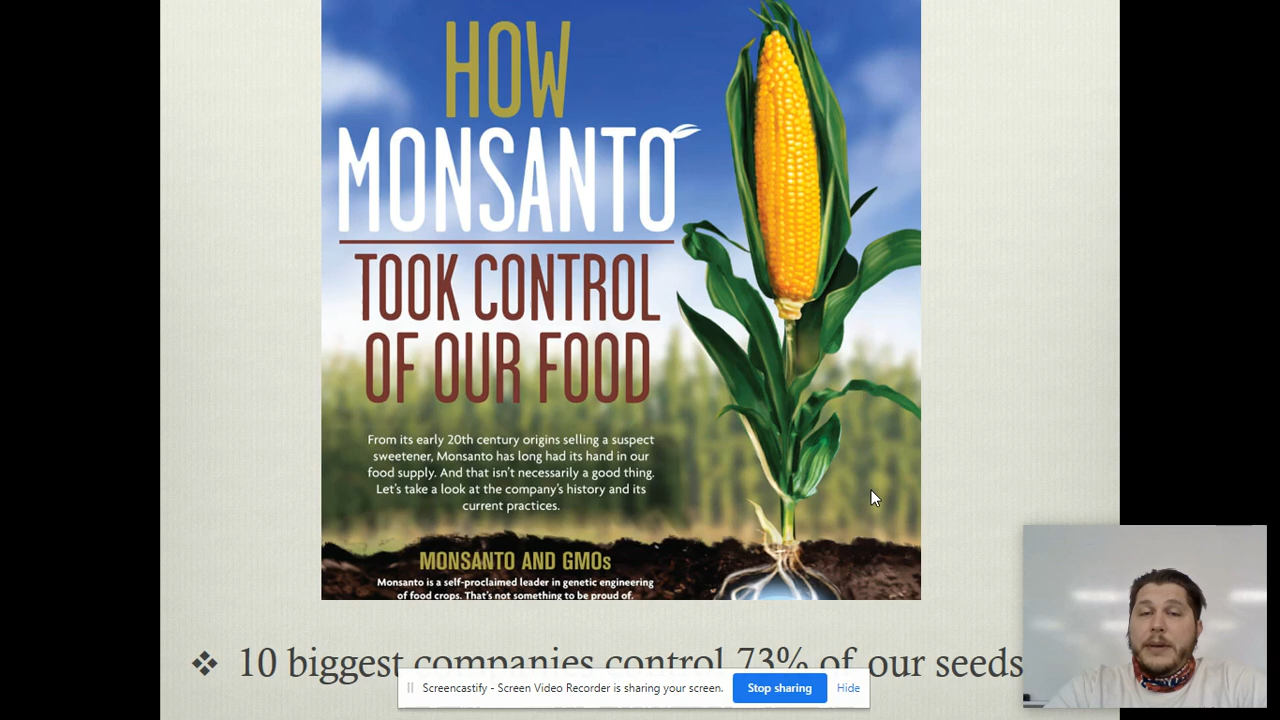 HOW
MONSANTO
TOOK CONTROL
OF OUR FOOD
From its early 20th century origins selling a suspect
sweetener, Monsanto has long had its hand in our
food supply. And that isn't necessarily a good thing.
Let's take a look at the company's history and its
current practices.
MONSANTO AND GMOs
Monsanto is a self-proclaimed leader in genetic engineering
of food crops. That's not something to be proud of.
❖ 10 biggest companies control 73% of our seeds
Screencastify - Screen Video Recorder is sharing your screen. Stop sharing Hide